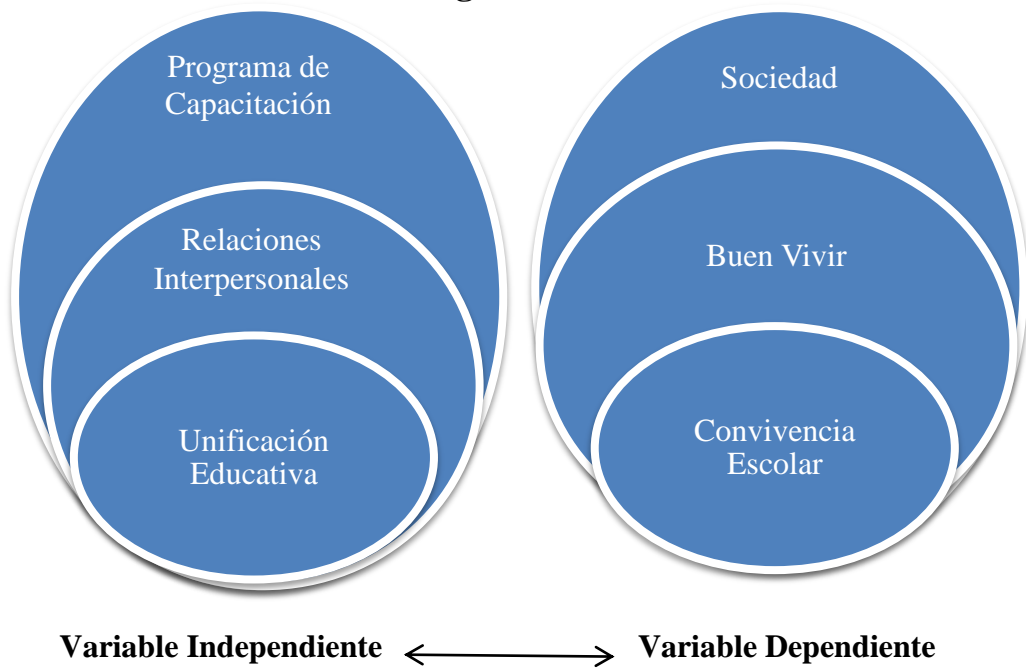 Programa de
Capacitación
Relaciones
Interpersonales
Unificación
Educativa
Sociedad
Buen Vivir
Convivencia
Escolar
Variable Independiente
Variable Dependiente